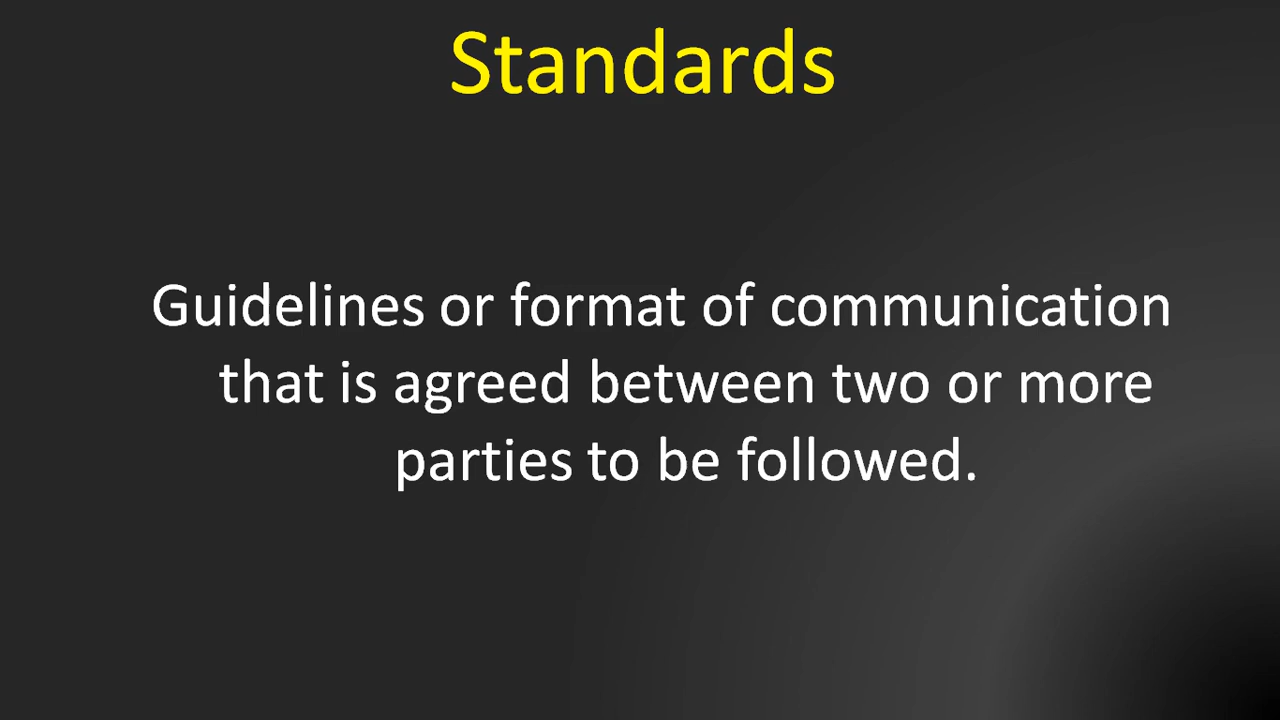 Standards
Guidelines or format of communication
that is agreed between two or more
parties to be followed.